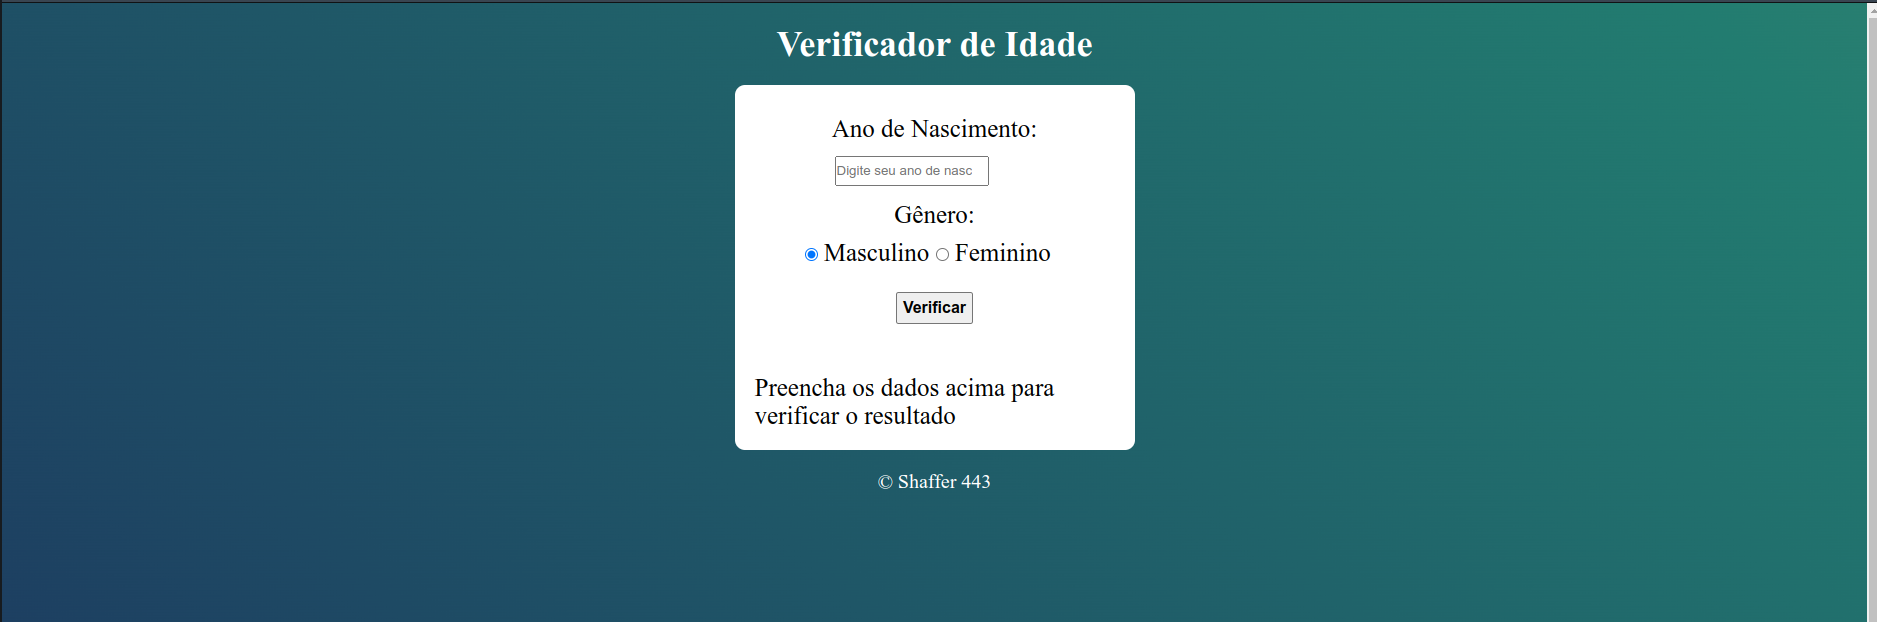 Verificador de Idade
Ano de Nascimento:
Digite seu ano de nasc
Gênero:
Masculino Feminino
Verificar
Preencha os dados acima para
verificar o resultado
© Shaffer 443